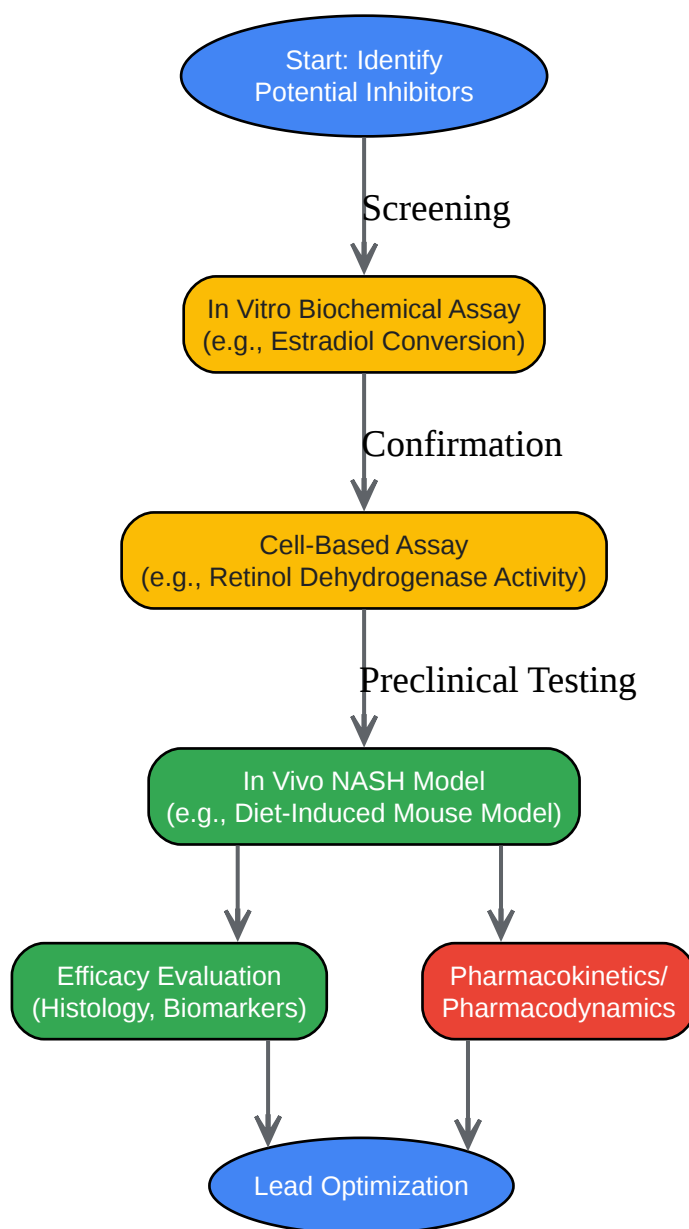 Start: Identify
Potential Inhibitors
Screening
In Vitro Biochemical Assay
(e.g., Estradiol Conversion)
Confirmation
Cell-Based Assay
(e.g., Retinol Dehydrogenase Activity)
Preclinical Testing
In Vivo NASH Model
(e.g., Diet-Induced Mouse Model)
Efficacy Evaluation
(Histology, Biomarkers)
Pharmacokinetics/
Pharmacodynamics
Lead Optimization